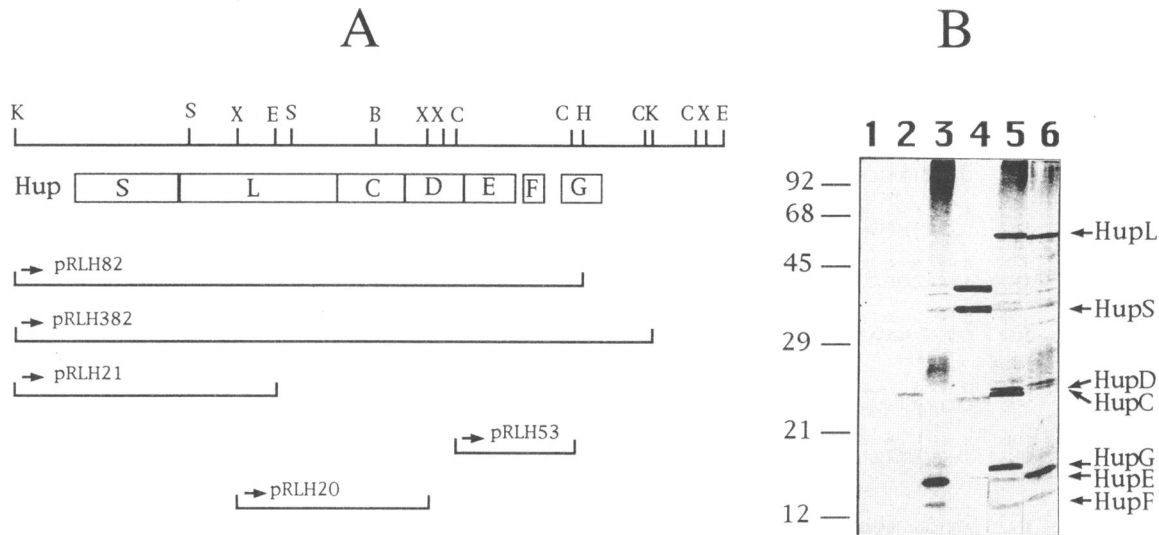 A
B
K S X E S B XX C C H C K C X E
Hup S L C D E F G
pRLH82
pRLH382
pRLH21
pRLH53
pRLH20
1 2 3 4 5 6
92
68
45
29
21
12
HupL
HupS
HupD
HupC
HupG
HupE
HupF